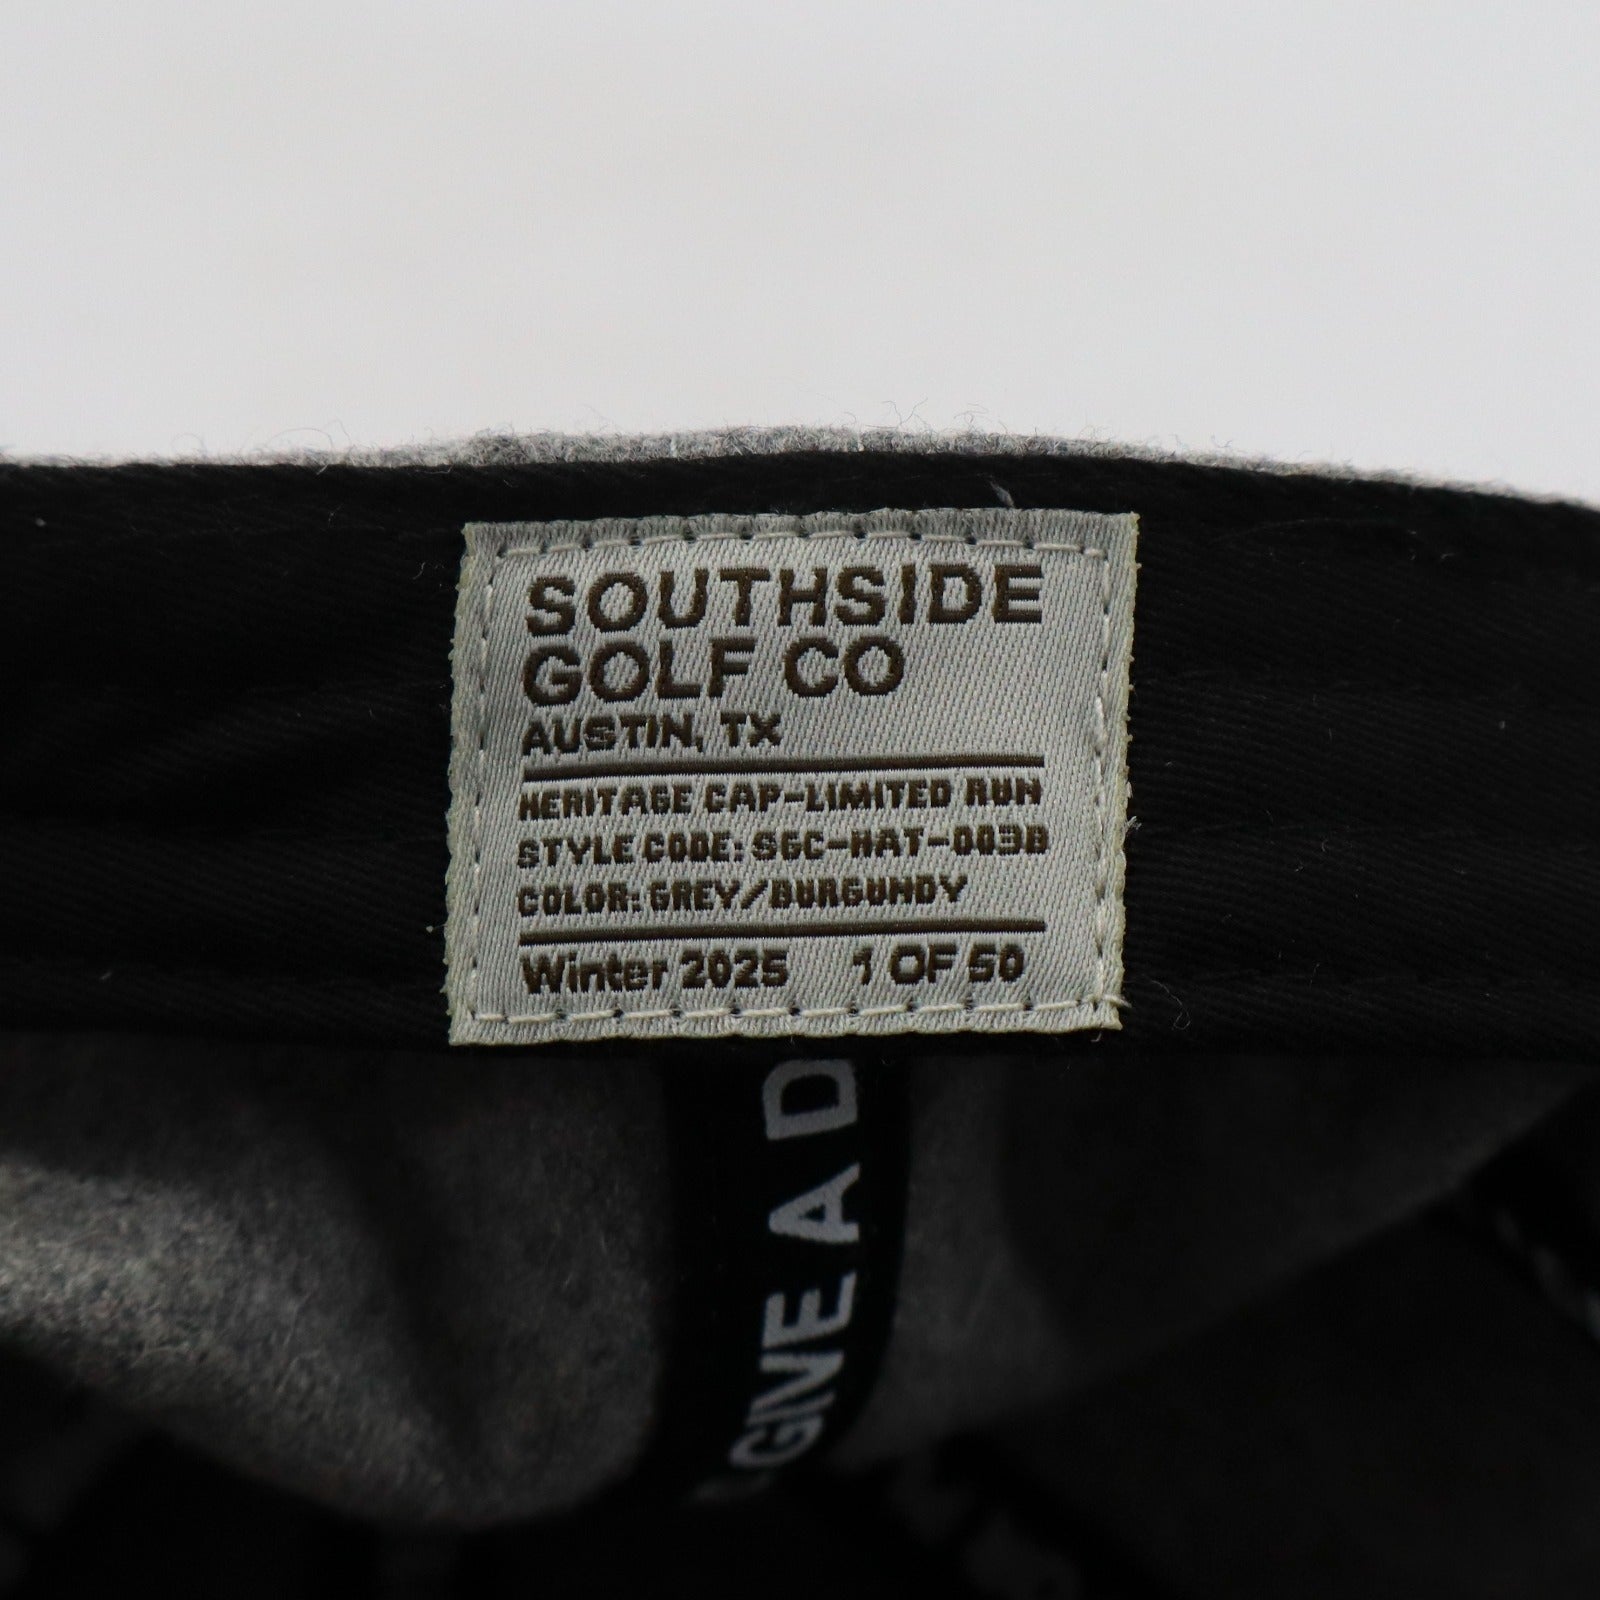 SOUTHSIDE
GOLF CO
AUSTIN, TX
HERITAGE CAP-LIMITED RUN
STYLE CODE: SGC-HAT-003B
COLOR: GREY/BURGUNDY
Winter 2025 1 OF 50
A D